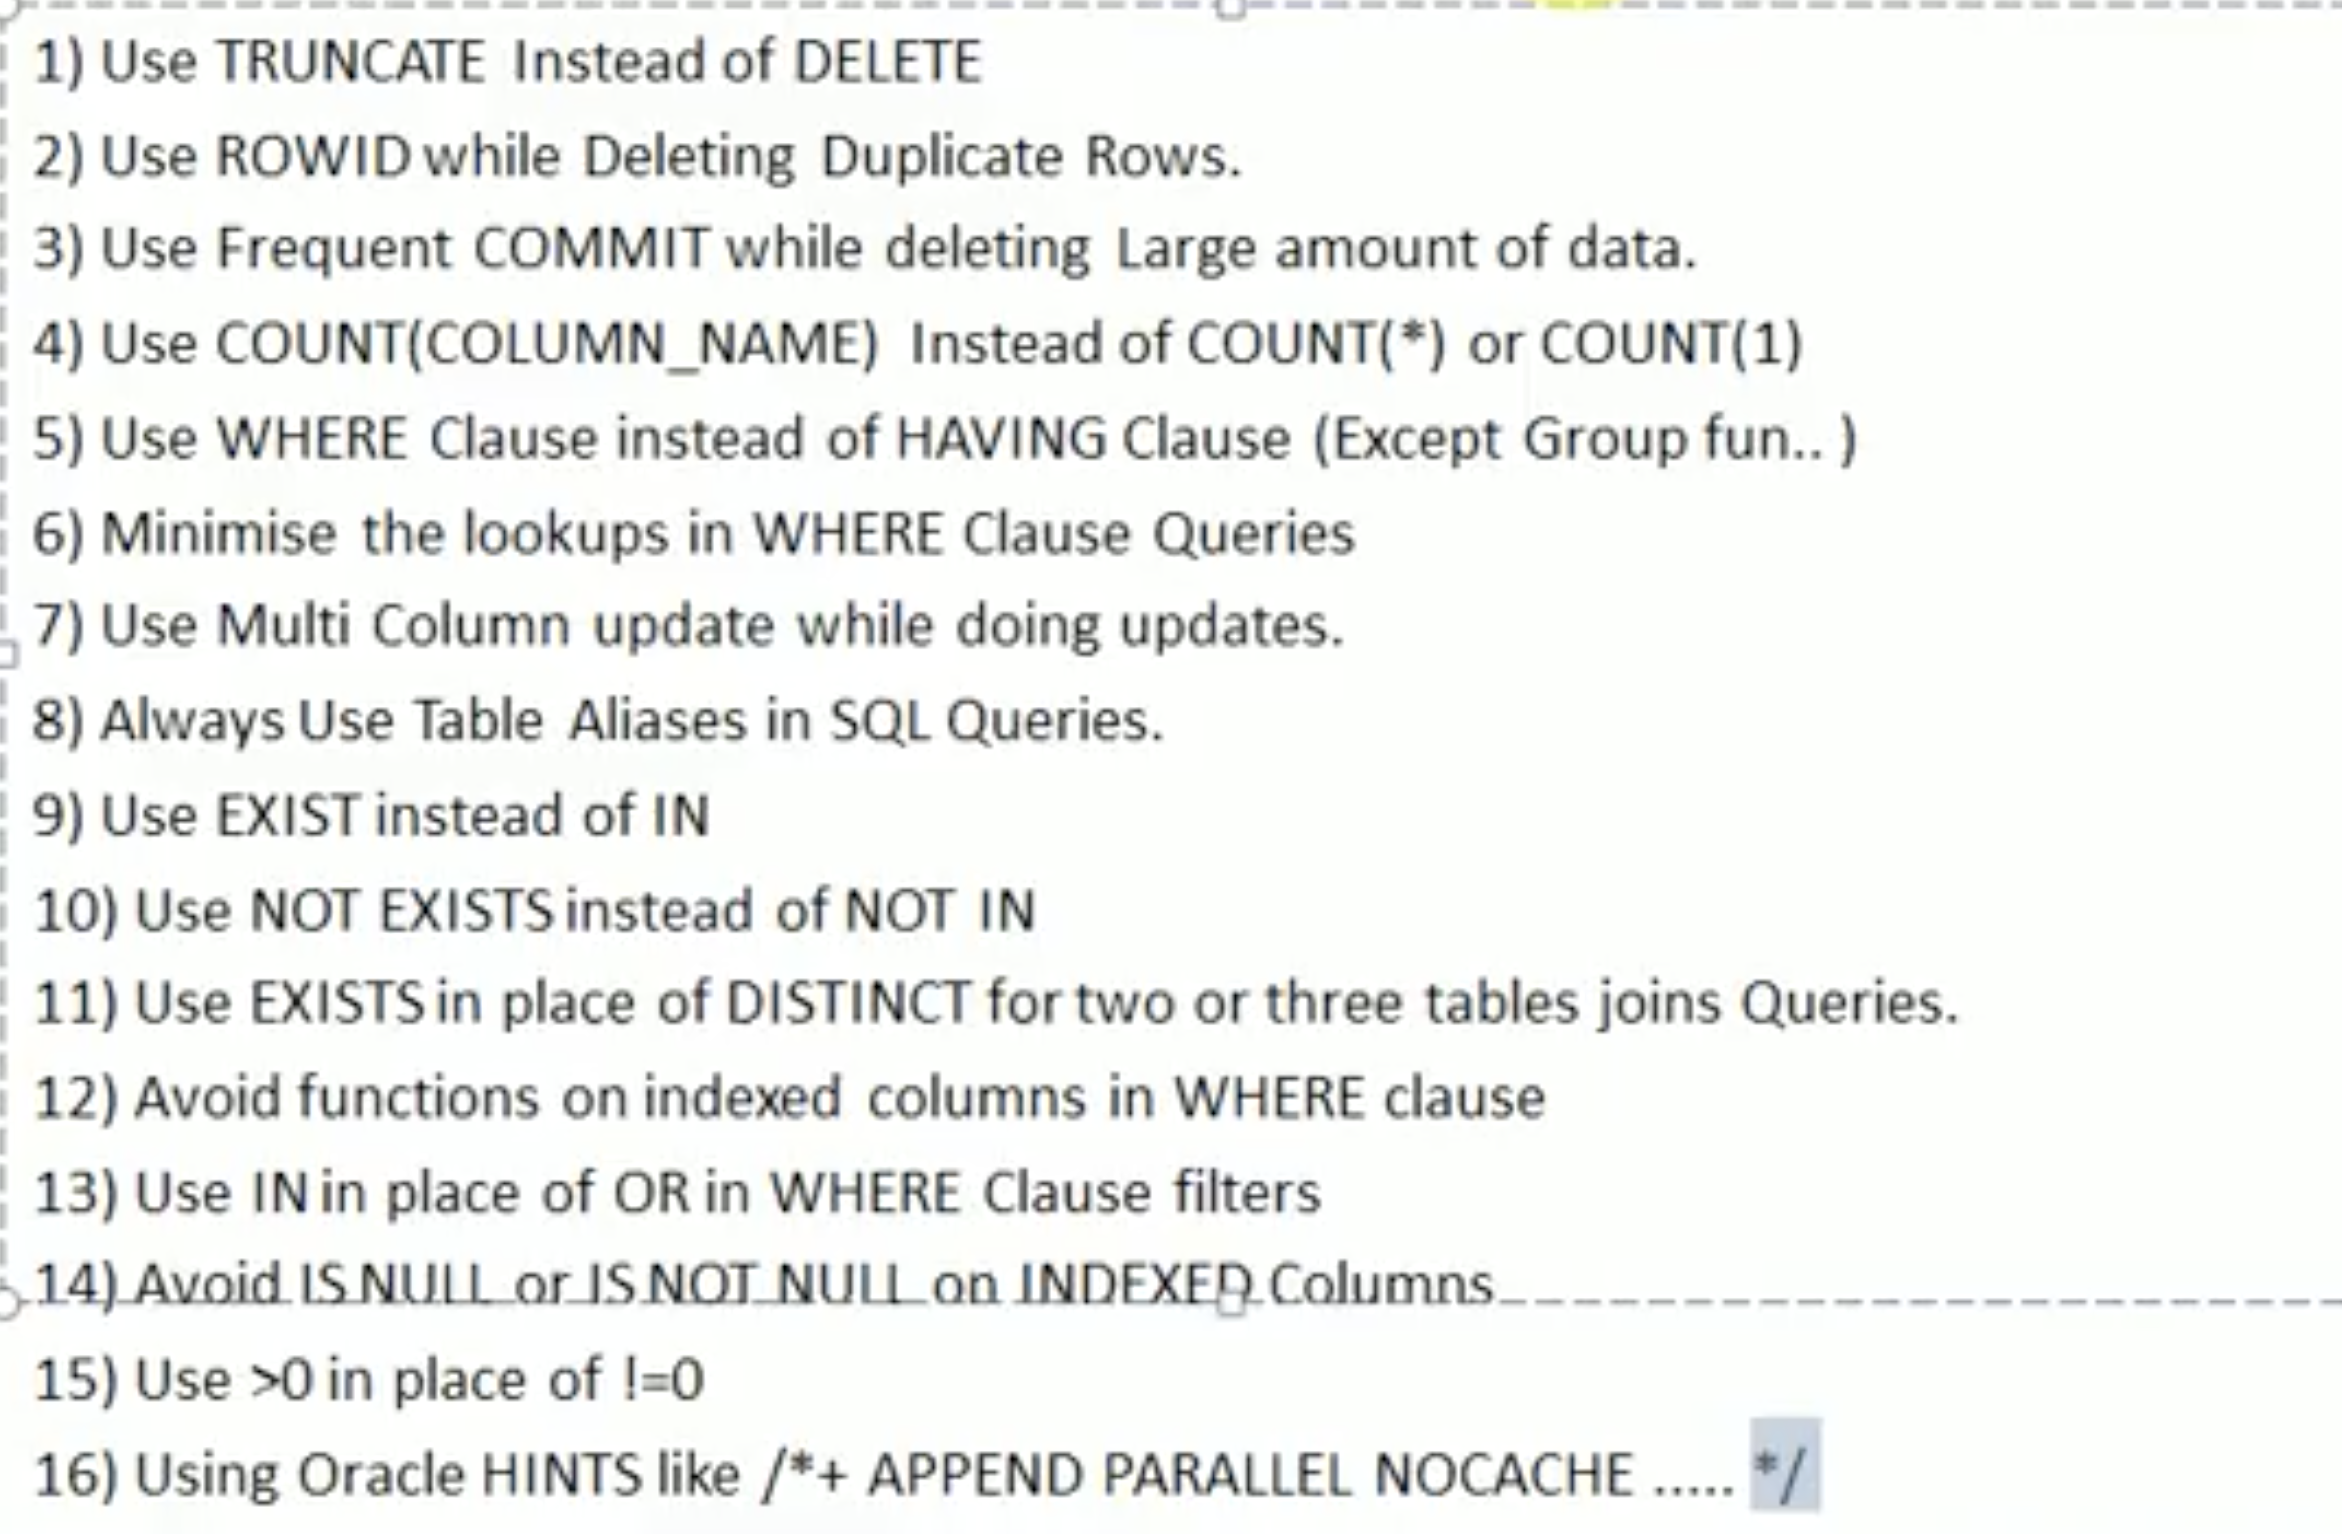 1) Use TRUNCATE Instead of DELETE
2) Use ROWID while Deleting Duplicate Rows.
3) Use Frequent COMMIT while deleting Large amount of data.
4) Use COUNT(COLUMN_NAME) Instead of COUNT(*) or COUNT(1)
5) Use WHERE Clause instead of HAVING Clause (Except Group fun.. )
6) Minimise the lookups in WHERE Clause Queries
7) Use Multi Column update while doing updates.
8) Always Use Table Aliases in SQL Queries.
9) Use EXIST instead of IN
10) Use NOT EXISTS instead of NOT IN
11) Use EXISTS in place of DISTINCT for two or three tables joins Queries.
12) Avoid functions on indexed columns in WHERE clause
13) Use IN in place of OR in WHERE Clause filters
14) Avoid IS NULL or IS NOT NULL on INDEXED Columns
15) Use >0 in place of !=0
16) Using Oracle HINTS like /*+ APPEND PARALLEL NOCACHE ..... */